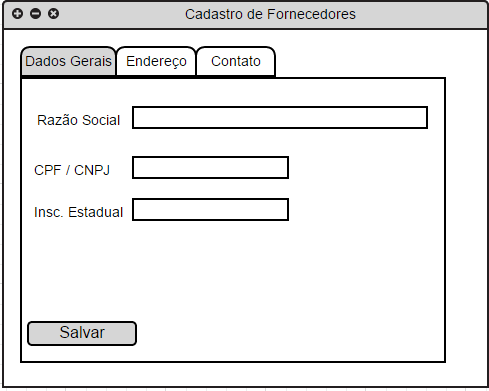 Cadastro de Fornecedores
Dados Gerais Endereço Contato
Razão Social
CPF / CNPJ
Insc. Estadual
Salvar